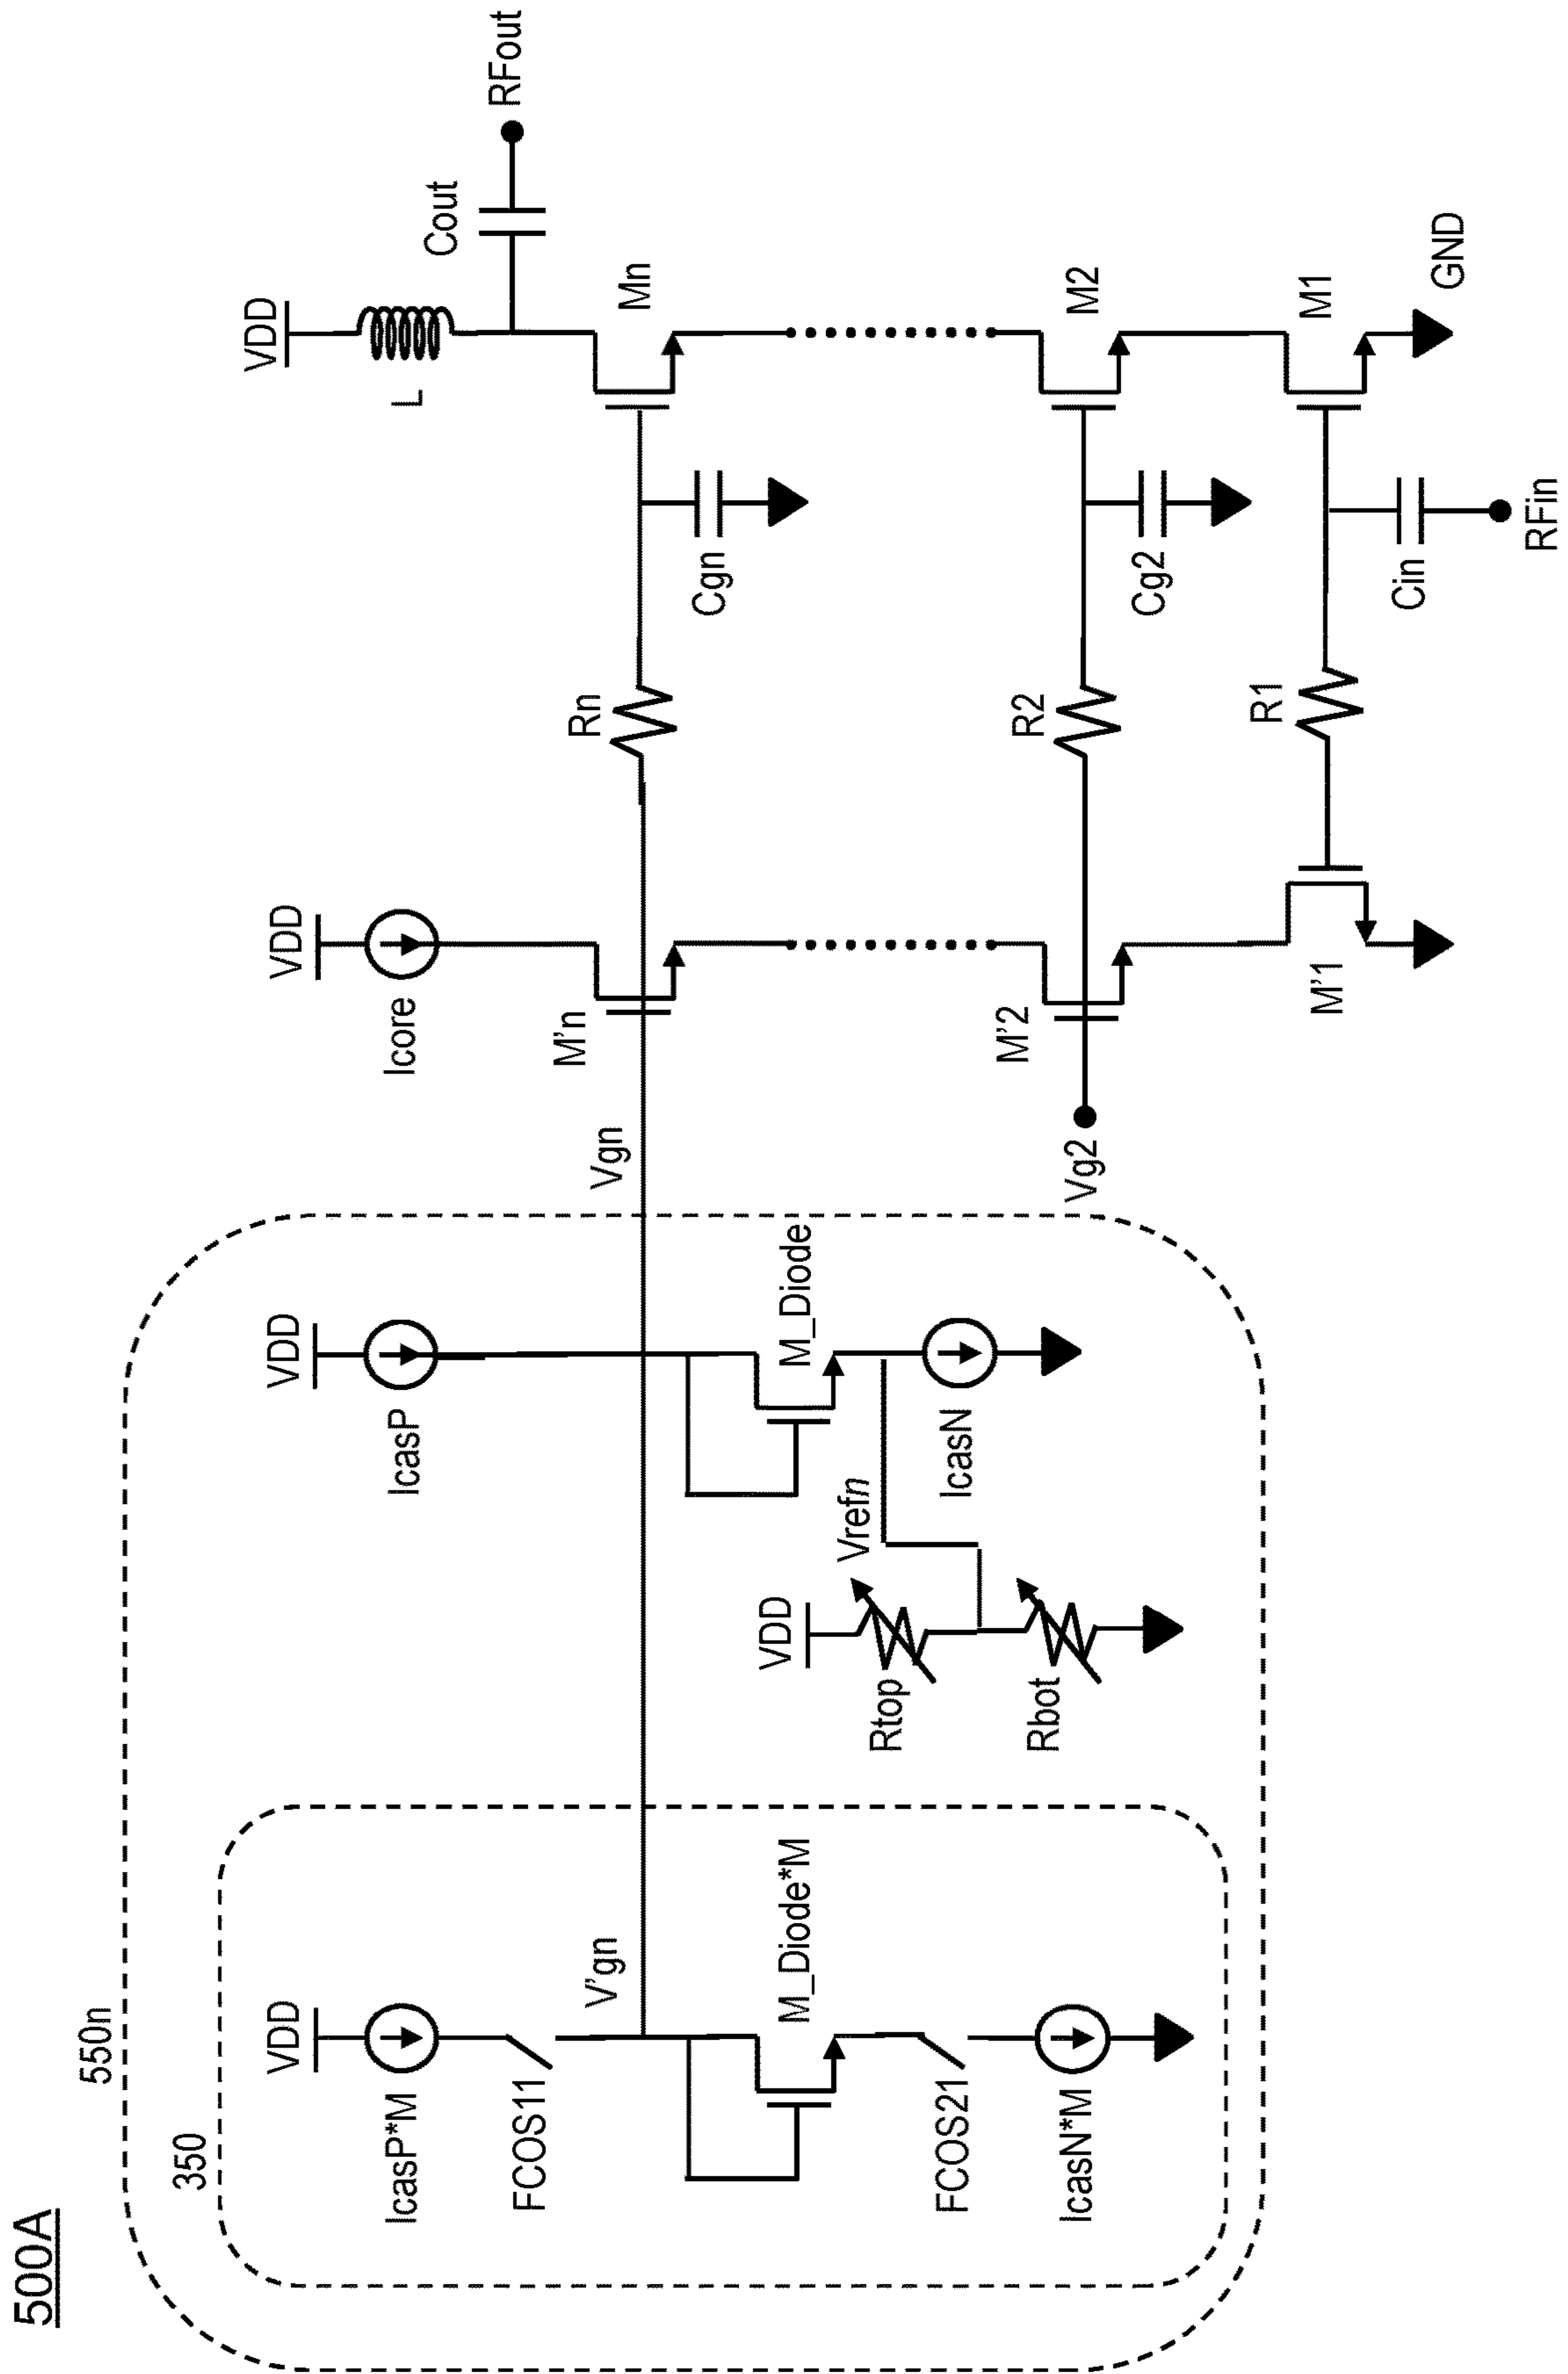 500A
550n
350
VDD
IcasP*M
FCOS11
V'gn
M_Diode*M
FCOS21
IcasN*M
VDD
IcasP
M_Diode
Vrefn
IcasN
VDD
Rtop
Rbot
Vgn
Vg2
VDD
Icore
M'n
M'2
M'1
Rn
R2
R1
Cgn
Cg2
Cin
RFin
VDD
L
Cout
RFout
Mn
M2
M1
GND